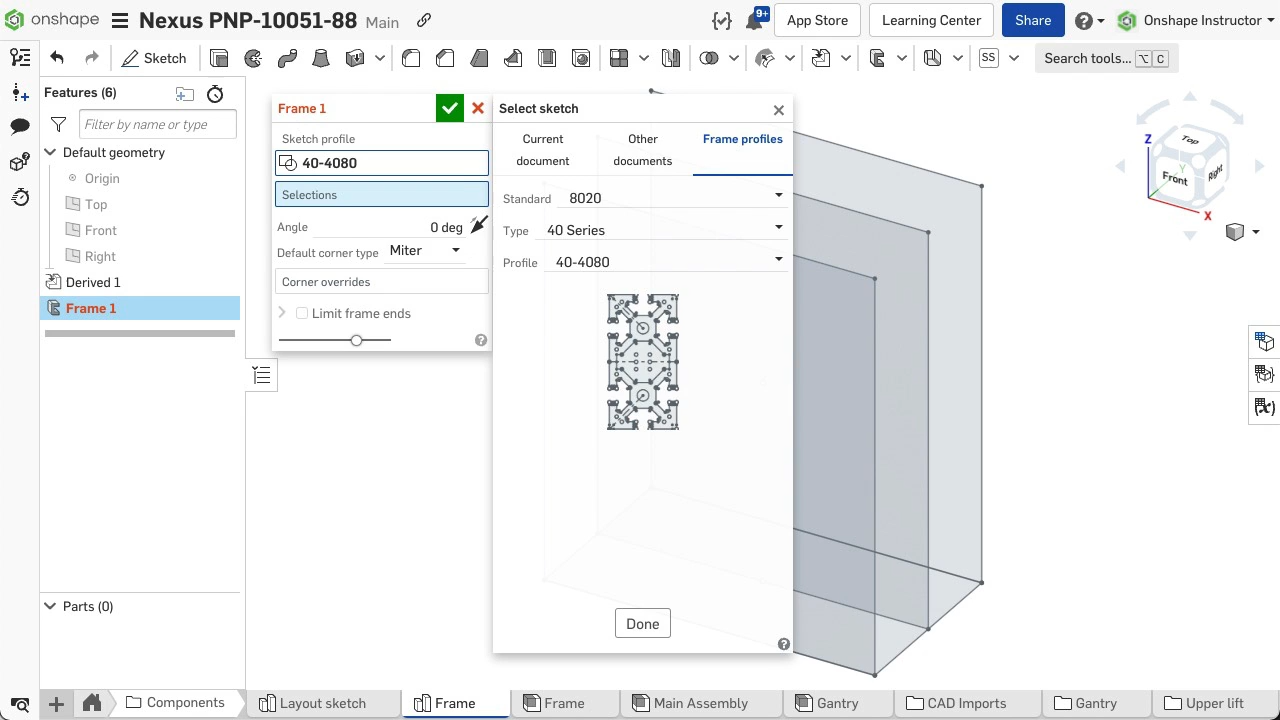 onshape
Nexus PNP-10051-88 Main
9+
App Store
Learning Center
Share
Onshape Instructor
Sketch
SS
Search tools... ⌥ C
Features (6)
Filter by name or type
Default geometry
Origin
Top
Front
Right
Derived 1
Frame 1
Parts (0)
Frame 1
Sketch profile
40-4080
Selections
Angle 0 deg
Default corner type Miter
Corner overrides
Limit frame ends
Select sketch
Current document
Other documents
Frame profiles
Standard 8020
Type 40 Series
Profile 40-4080
Done
Z
Top
Y
Front
Right
X
Components
Layout sketch
Frame
Frame
Main Assembly
Gantry
CAD Imports
Gantry
Upper lift